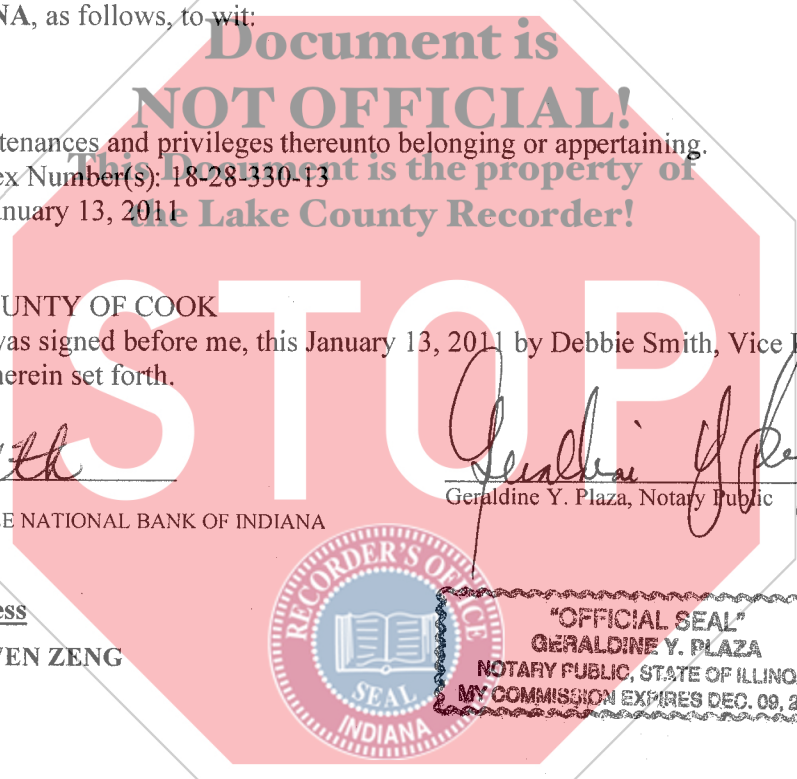 NA, as follows, to wit:
Document is
NOT OFFICIAL!
tenances and privileges thereunto belonging or appertaining.
This Document is the property of
ex Number(s): 18-28-330-13
the Lake County Recorder!
anuary 13, 2011
STOP
UNTY OF COOK
was signed before me, this January 13, 2011 by Debbie Smith, Vice
herein set forth.
Geraldine Y. Plaza, Notary Public
E NATIONAL BANK OF INDIANA
RECORDER'S OFFICE
SEAL
INDIANA
ess
VEN ZENG
"OFFICIAL SEAL"
GERALDINE Y. PLAZA
NOTARY PUBLIC, STATE OF ILLINO
MY COMMISSION EXPIRES DEC. 09, 2